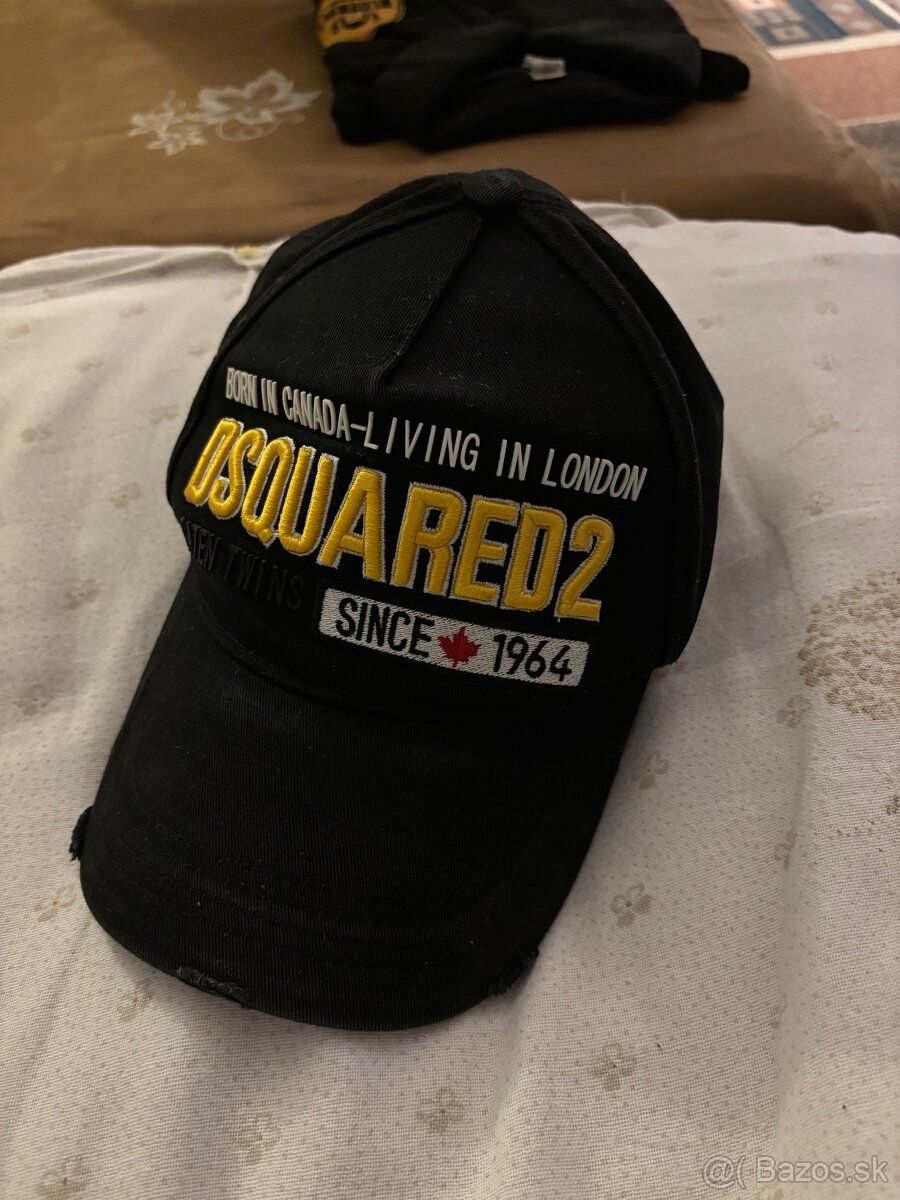 BORN IN CANADA-LIVING IN LONDON
DSQUARED2
TWINS
SINCE 1964
@( Bazos.sk